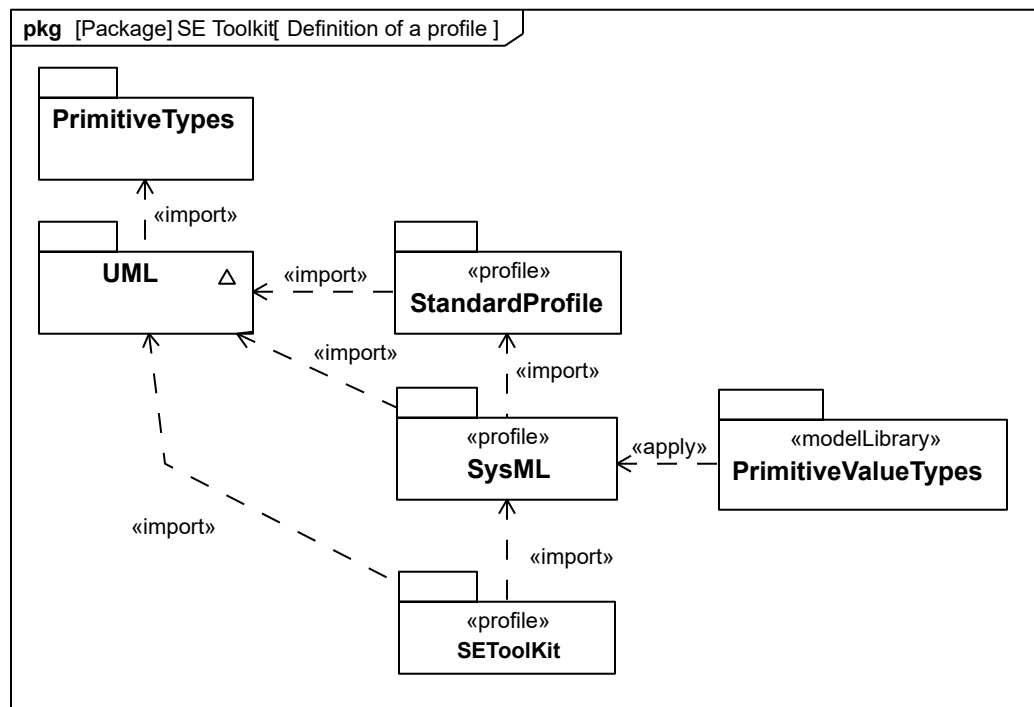 pkg [Package] SE Toolkit[ Definition of a profile ]
PrimitiveTypes
«import»
UML
«import»
«profile»
StandardProfile
«import»
«import»
«profile»
SysML
«apply»
«modelLibrary»
PrimitiveValueTypes
«import»
«import»
«profile»
SEToolKit